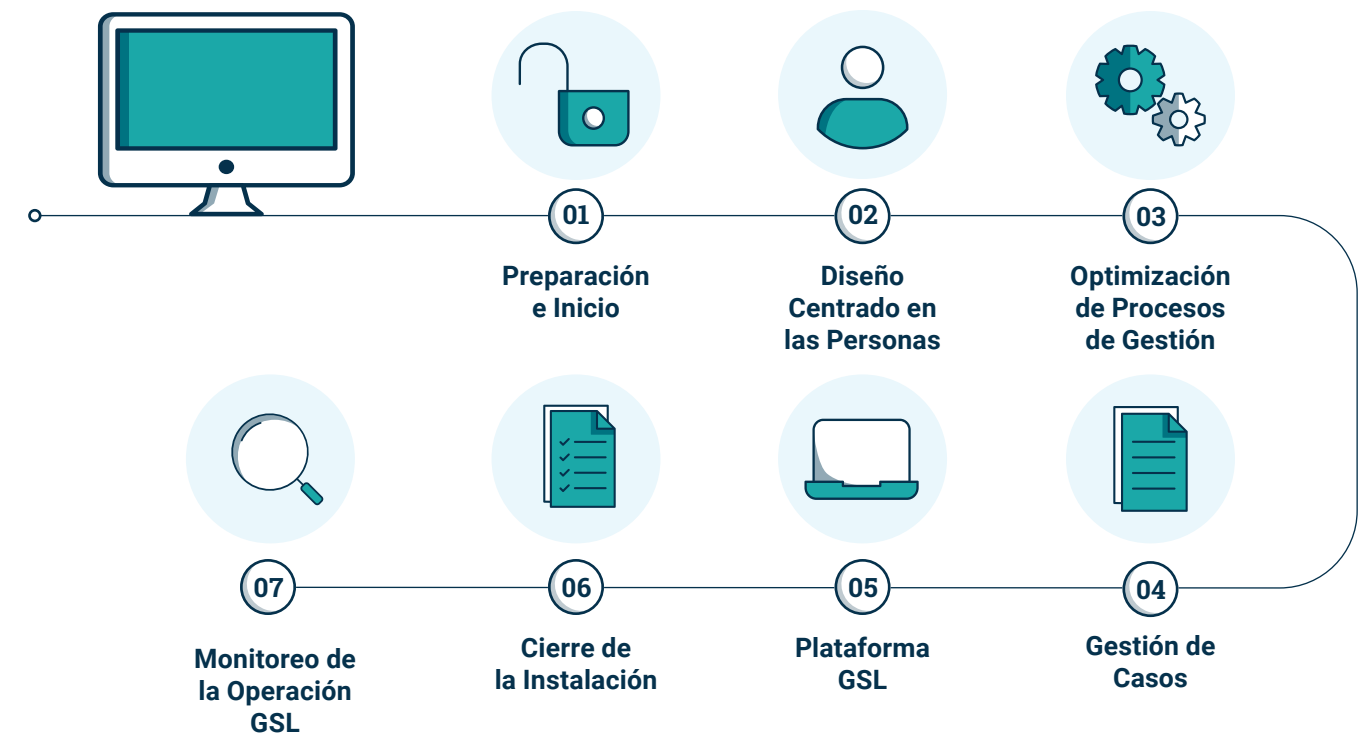 01
Preparación
e Inicio
02
Diseño
Centrado en
las Personas
03
Optimización
de Procesos
de Gestión
04
Gestión de
Casos
05
Plataforma
GSL
06
Cierre de
la Instalación
07
Monitoreo de
la Operación
GSL